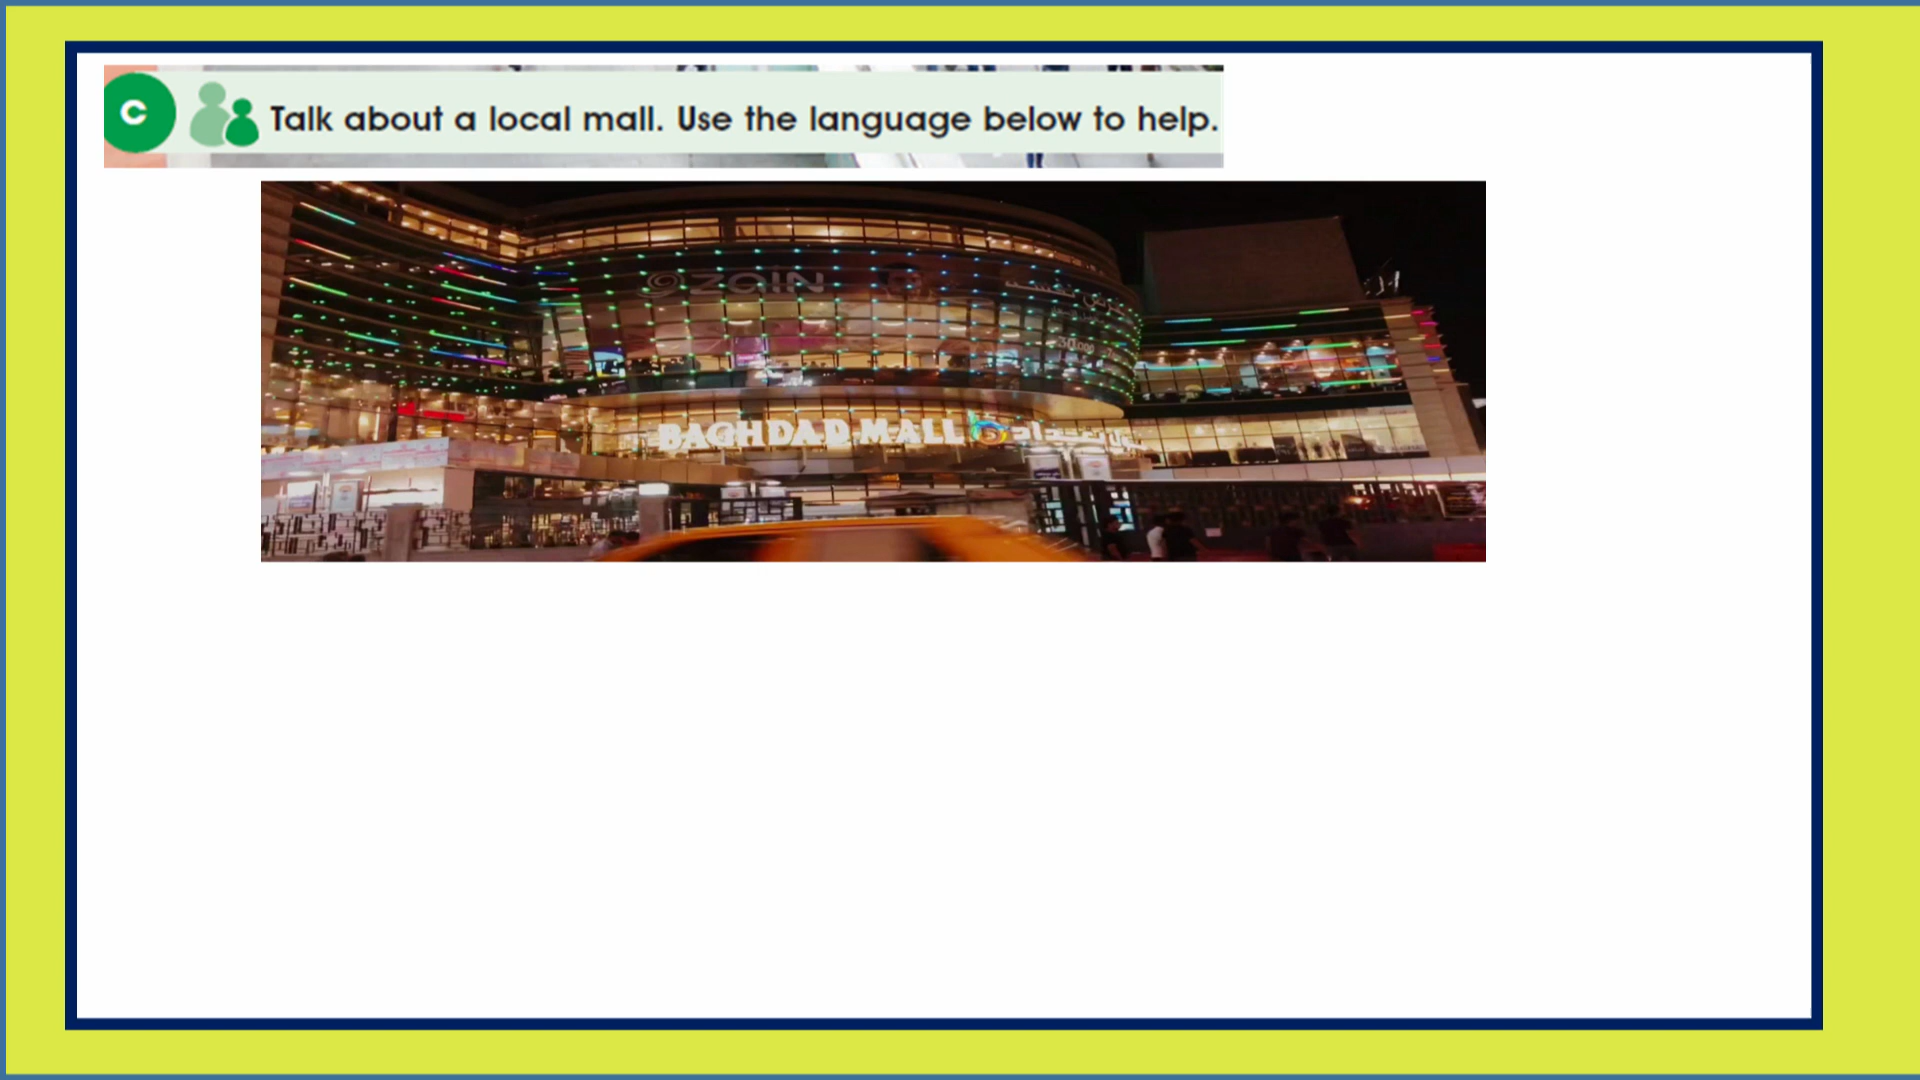 C
Talk about a local mall. Use the language below to help.
zain
BAGHDAD MALL